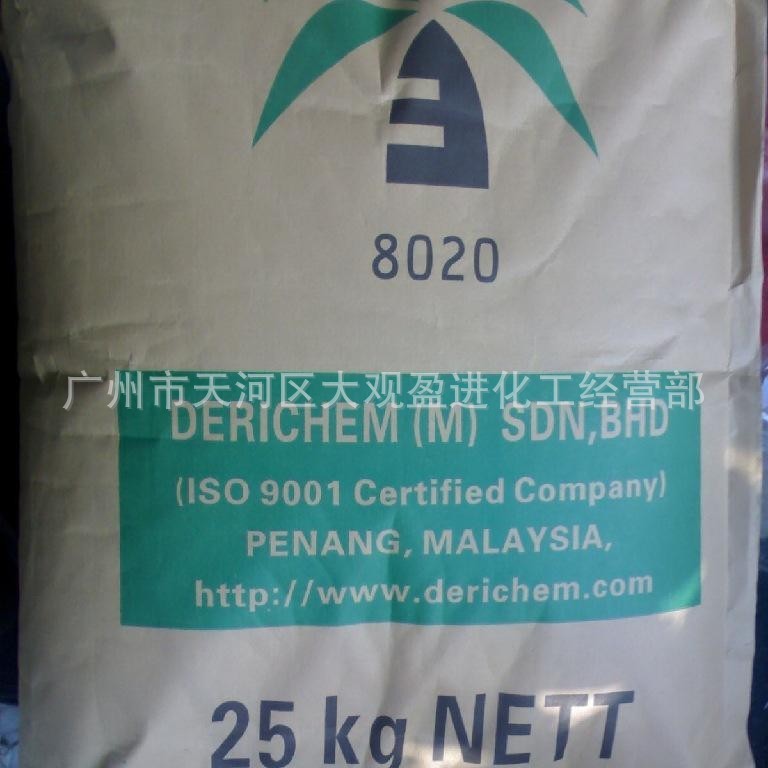 8020
广州市天河区大观盈进化工经营部
DERICHEM (M) SDN,BHD
(ISO 9001 Certified Company)
PENANG, MALAYSIA,
http://www.derichem.com
25 kg NETT